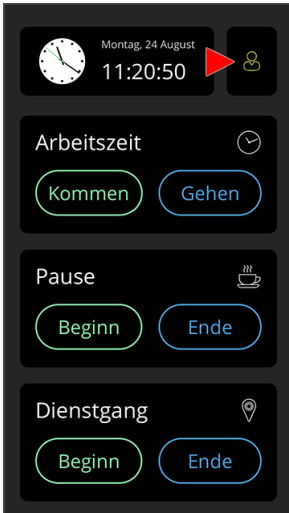 Montag, 24 August
11:20:50
Arbeitszeit
Kommen Gehen
Pause
Beginn Ende
Dienstgang
Beginn Ende